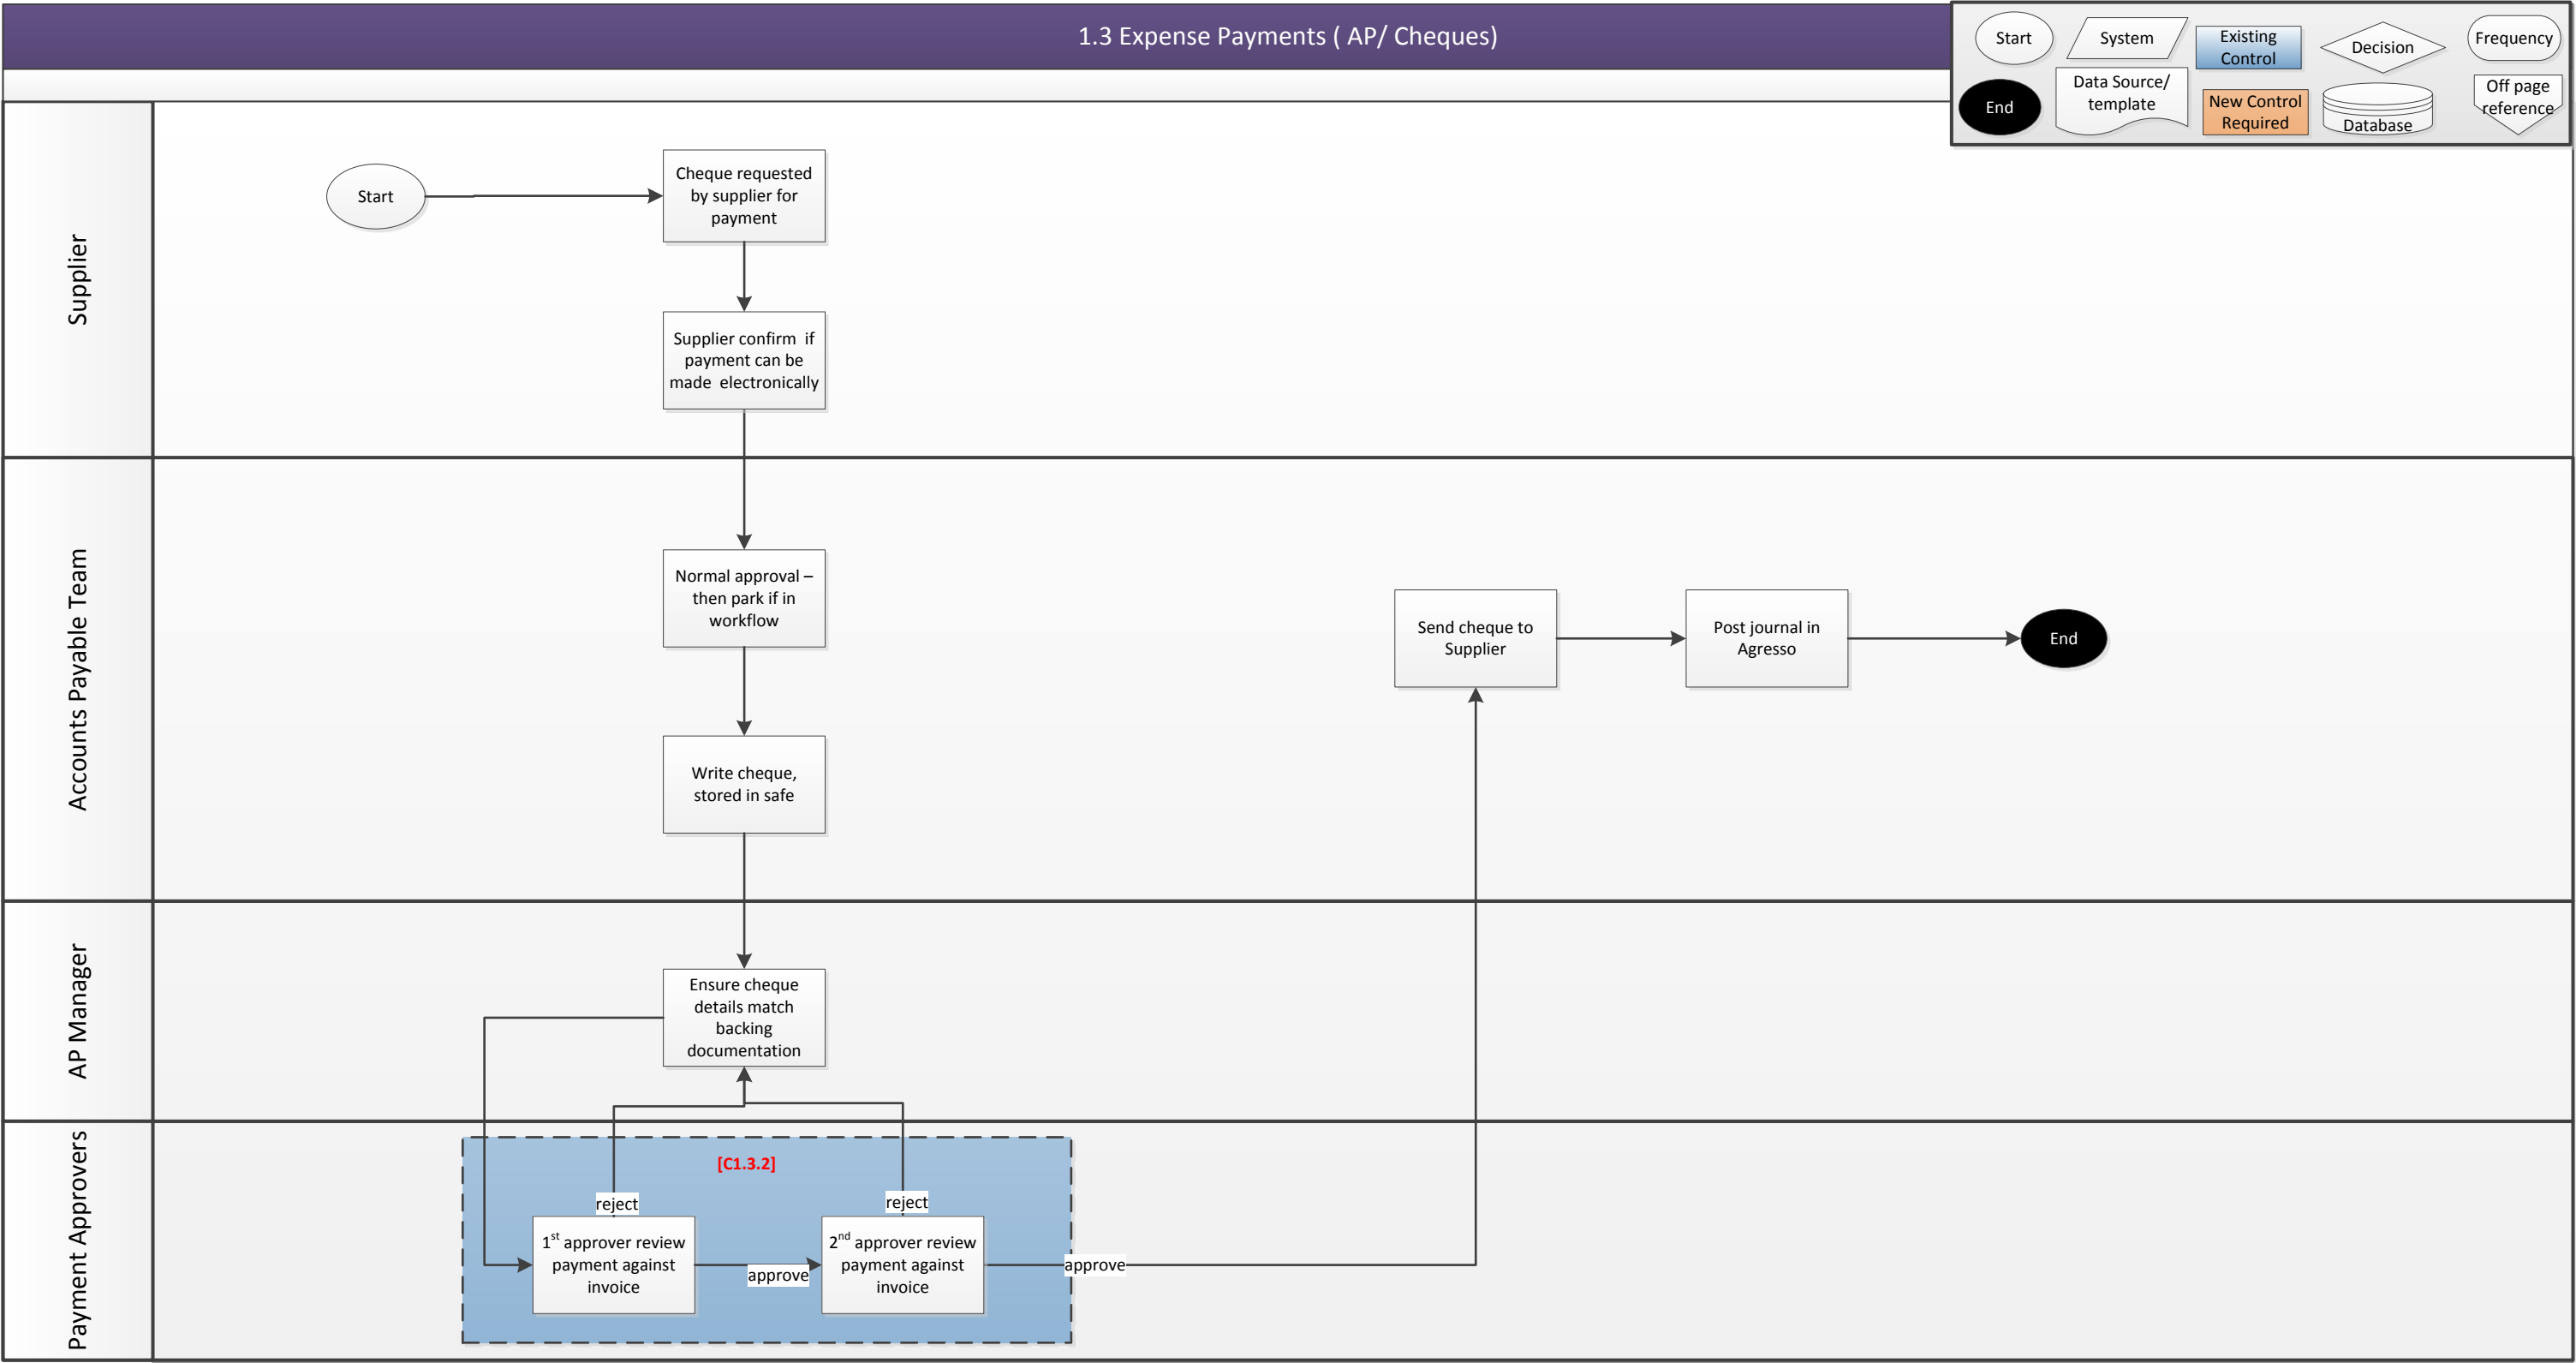 1.3 Expense Payments ( AP/ Cheques)
Start
System
Existing
Control
Decision
Frequency
End
Data Source/
template
New Control
Required
Database
Off page
reference
Supplier
Start
Cheque requested
by supplier for
payment
Supplier confirm  if
payment can be
made  electronically
Accounts Payable Team
Normal approval –
then park if in
workflow
Write cheque,
stored in safe
Send cheque to
Supplier
Post journal in
Agresso
End
AP Manager
Ensure cheque
details match
backing
documentation
Payment Approvers
[C1.3.2]
reject
reject
1st approver review
payment against
invoice
approve
2nd approver review
payment against
invoice
approve